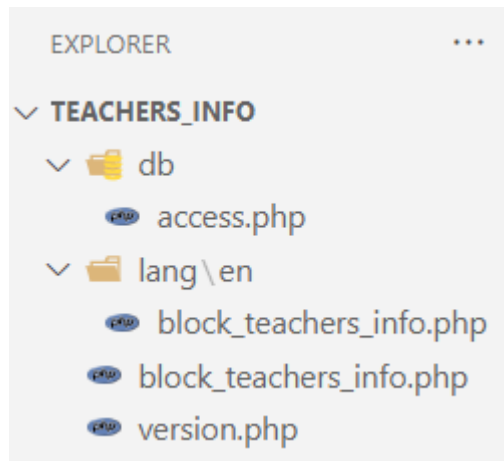 EXPLORER ...
TEACHERS_INFO
db
access.php
lang\en
block_teachers_info.php
block_teachers_info.php
version.php